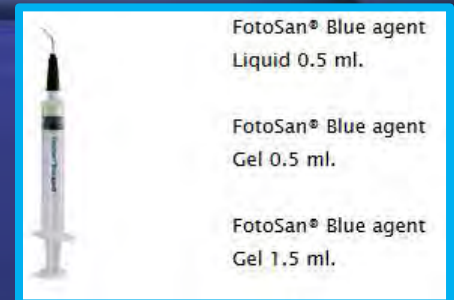 FotoSan® Blue agent
Liquid 0.5 ml.
FotoSan® Blue agent
Gel 0.5 ml.
FotoSan® Blue agent
Gel 1.5 ml.